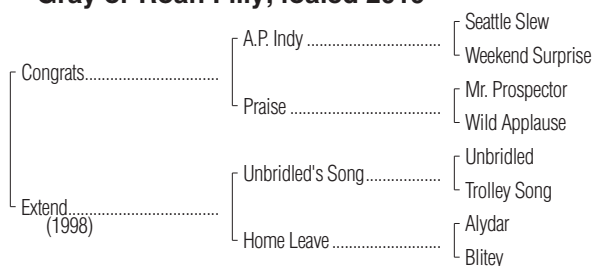 Gray or Roan Filly; foaled
Seattle Slew
A.P. Indy ................................
Weekend Surprise
Congrats................................
Mr. Prospector
Praise ....................................
Wild Applause
Unbridled
Unbridled's Song..................
Trolley Song
Extend....................................
(1998)
Alydar
Home Leave ..........................
Blitey